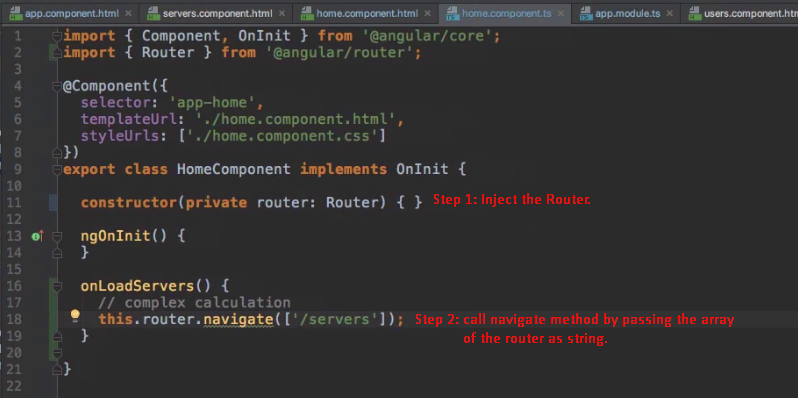 app.component.html × servers.component.html × home.component.html × home.component.ts × app.module.ts × users.component.htm
1 import { Component, OnInit } from '@angular/core';
2 import { Router } from '@angular/router';
3
4 @Component({
5 selector: 'app-home',
6 templateUrl: './home.component.html',
7 styleUrls: ['./home.component.css']
8 })
9 export class HomeComponent implements OnInit {
10
11 constructor(private router: Router) { } Step 1: Inject the Router.
12
13 ngOnInit() {
14 }
15
16 onLoadServers() {
17 // complex calculation
18 this.router.navigate(['/servers']); Step 2: call navigate method by passing the array
of the router as string.
19 }
20
21 }
22